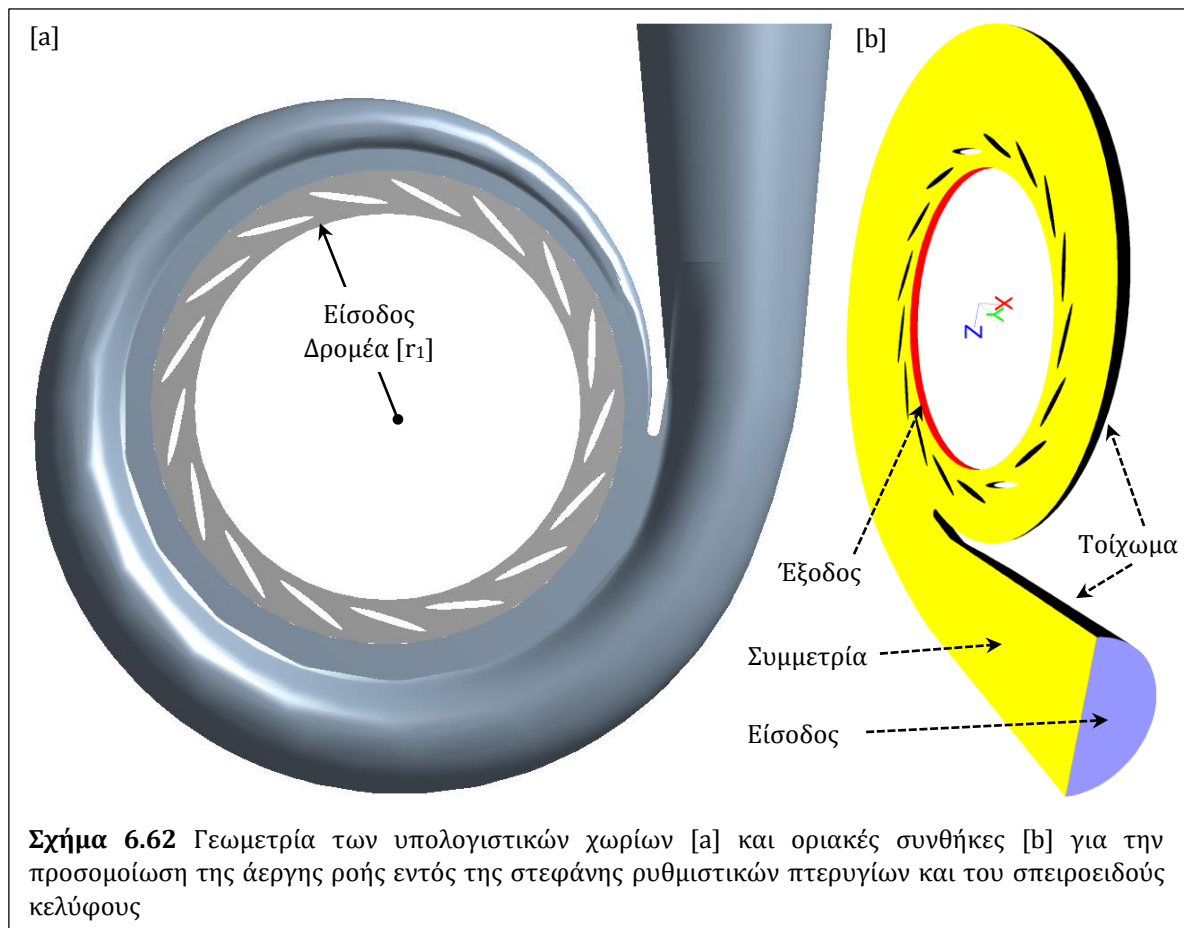 [a]
Είσοδος
Δρομέα [r₁]
[b]
X
Y
Z
Έξοδος
Τοίχωμα
Συμμετρία
Είσοδος
Σχήμα 6.62 Γεωμετρία των υπολογιστικών χωρίων [a] και οριακές συνθήκες [b] για την
προσομοίωση της άεργης ροής εντός της στεφάνης ρυθμιστικών πτερυγίων και του σπειροειδούς
κελύφους